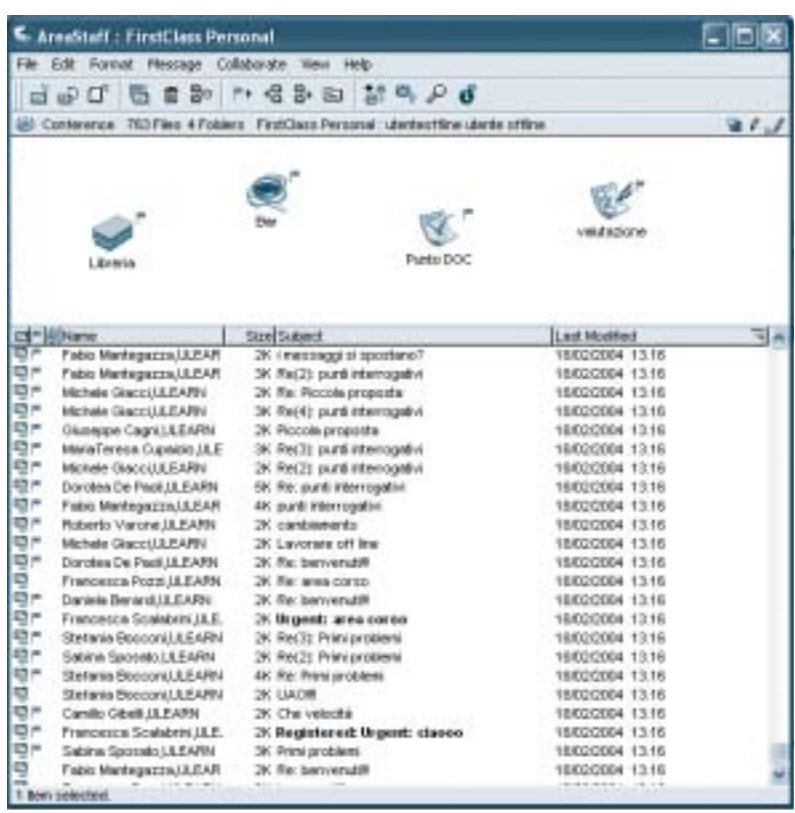 AreaStaff : FirstClass Personal
File Edit Format Message Collaborate View Help
Conference 763 Files 4 Folders FirstClass Personal : utente offline
Bar
valutazione
Libreria
Punto DOC
Name Size Subject Last Modified
Fabio Mantegazza,ULEAR 2K i messaggi si spostano? 18/02/2004 13.16
Fabio Mantegazza,ULEAR 3K Re(2): punti interrogativi 18/02/2004 13.16
Michele Giacci,ULEARN 2K Re: Piccola proposta 18/02/2004 13.16
Michele Giacci,ULEARN 3K Re(4): punti interrogativi 18/02/2004 13.16
Giuseppe Cagni,ULEARN 2K Piccola proposta 18/02/2004 13.16
MariaTeresa ULE 3K Re(3): punti interrogativi 18/02/2004 13.16
Michele Giacci,ULEARN 2K Re(2): punti interrogativi 18/02/2004 13.16
Dorotea De Paoli,ULEARN 5K Re: punti interrogativi 18/02/2004 13.16
Fabio Mantegazza,ULEAR 4K punti interrogativi 18/02/2004 13.16
Roberto Varone,ULEARN 2K cambiamento 18/02/2004 13.16
Michele Giacci,ULEARN 2K Lavorare off line 18/02/2004 13.16
Dorotea De Paoli,ULEARN 2K Re: benvenuti!!! 18/02/2004 13.16
Francesca Pozzi,ULEARN 2K Re: area corso 18/02/2004 13.16
Daniela Berardi,ULEARN 2K Re: benvenuti!!! 18/02/2004 13.16
Francesca Scalabrini,ULE. 2K Urgent: area corso 18/02/2004 13.16
Stefania Bocconi,ULEARN 2K Re(3): Primi problemi 18/02/2004 13.16
Sabina Sposato,ULEARN 2K Re(2): Primi problemi 18/02/2004 13.16
Stefania Bocconi,ULEARN 4K Re: Primi problemi 18/02/2004 13.16
Stefania Bocconi,ULEARN 2K UAO!!!! 18/02/2004 13.16
Camillo Gibelli,ULEARN 2K Che velocità 18/02/2004 13.16
Francesca Scalabrini,ULE. 2K Registered: Urgent: ciaooo 18/02/2004 13.16
Sabina Sposato,ULEARN 3K Primi problemi 18/02/2004 13.16
Fabio Mantegazza,ULEAR 2K Re: benvenuti!!! 18/02/2004 13.16
1 Item selected.